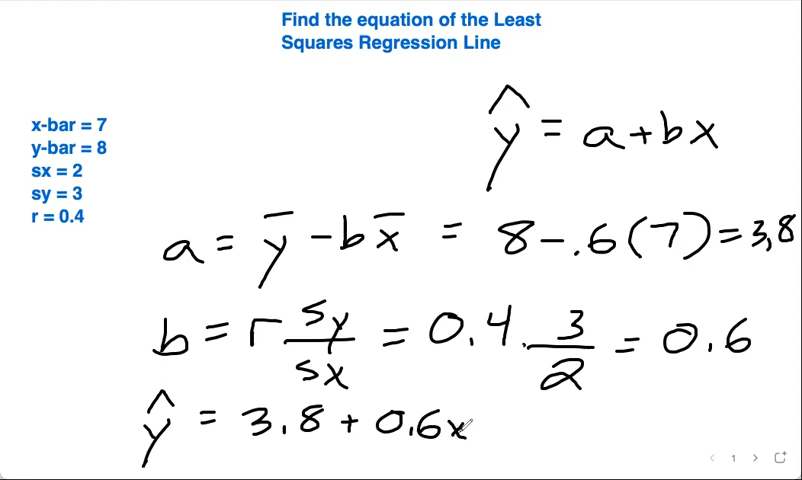 Find the equation of the Least
Squares Regression Line
x-bar = 7
y-bar = 8
sx = 2
sy = 3
r = 0.4
ŷ = a + bx
a = ȳ - bx̄ = 8 - .6(7) = 3,8
b = r sy/sx = 0.4 . 3/2 = 0.6
ŷ = 3.8 + 0.6x
1